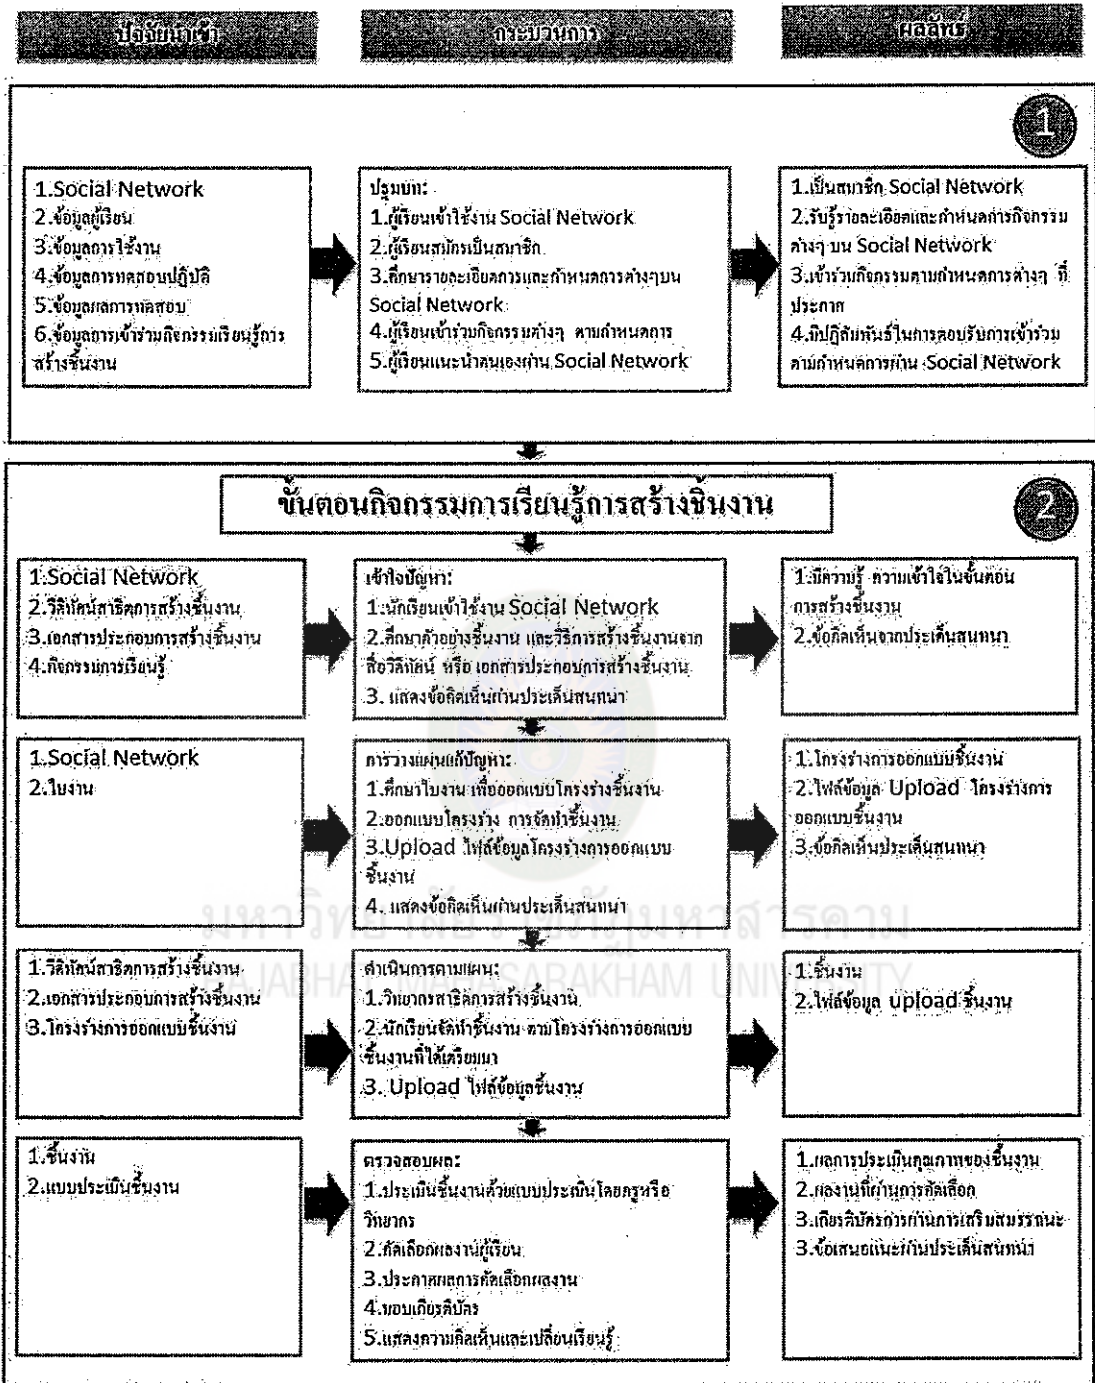 ปัจจัยนำเข้า
กระบวนการ
ผลลัพธ์
1
1.Social Network
2.ข้อมูลผู้เรียน
3.ข้อมูลการใช้งาน
4.ข้อมูลการทดสอบปฏิบัติ
5.ข้อมูลผลการทดสอบ
6.ข้อมูลการเข้าร่วมกิจกรรมเรียนรู้การ
สร้างชิ้นงาน
ปฐมบท:
1.ผู้เรียนเข้าใช้งาน Social Network
2.ผู้เรียนสมัครเป็นสมาชิก
3.ศึกษารายละเอียดการและกำหนดการต่างๆบน
Social Network
4.ผู้เรียนเข้าร่วมกิจกรรมต่างๆ ตามกำหนดการ
5.ผู้เรียนแนะนำตนเองผ่าน Social Network
1.เป็นสมาชิก Social Network
2.รับรู้รายละเอียดและกำหนดการกิจกรรม
ต่างๆ บน Social Network
3.เข้าร่วมกิจกรรมตามกำหนดการต่างๆ ที่
ประกาศ
4.มีปฏิสัมพันธ์ในการตอบรับการเข้าร่วม
ตามกำหนดการผ่าน Social Network
2
ขั้นตอนกิจกรรมการเรียนรู้การสร้างชิ้นงาน
1.Social Network
2.วีดิทัศน์สาธิตการสร้างชิ้นงาน
3.เอกสารประกอบการสร้างชิ้นงาน
4.กิจกรรมการเรียนรู้
เข้าใจปัญหา:
1.นักเรียนเข้าใช้งาน Social Network
2.ศึกษาตัวอย่างชิ้นงาน และวิธีการสร้างชิ้นงานจาก
สื่อวีดิทัศน์ หรือ เอกสารประกอบการสร้างชิ้นงาน
3. แสดงข้อคิดเห็นผ่านประเด็นสนทนา
1.มีความรู้ ความเข้าใจในขั้นตอน
การสร้างชิ้นงาน
2.ข้อคิดเห็นจากประเด็นสนทนา
1.Social Network
2.ใบงาน
การวางแผนแก้ปัญหา:
1.ศึกษาใบงาน เพื่อออกแบบโครงร่างชิ้นงาน
2.ออกแบบโครงร่าง การจัดทำชิ้นงาน
3.Upload ไฟล์ข้อมูลโครงร่างการออกแบบ
ชิ้นงาน
4. แสดงข้อคิดเห็นผ่านประเด็นสนทนา
1.โครงร่างการออกแบบชิ้นงาน
2.ไฟล์ข้อมูล Upload โครงร่างการ
ออกแบบชิ้นงาน
3.ข้อคิดเห็นประเด็นสนทนา
มหาวิทยาลัยราชภัฏมหาสารคาม
RAJABHAT MAHASARAKHAM UNIVERSITY
1.วีดิทัศน์สาธิตการสร้างชิ้นงาน
2.เอกสารประกอบการสร้างชิ้นงาน
3.โครงร่างการออกแบบชิ้นงาน
ดำเนินการตามแผน:
1.วิทยากรสาธิตการสร้างชิ้นงาน
2.นักเรียนจัดทำชิ้นงาน ตามโครงร่างการออกแบบ
ชิ้นงานที่ได้เตรียมมา
3. Upload ไฟล์ข้อมูลชิ้นงาน
1.ชิ้นงาน
2.ไฟล์ข้อมูล upload ชิ้นงาน
1.ชิ้นงาน
2.แบบประเมินชิ้นงาน
ตรวจสอบผล:
1.ประเมินชิ้นงานด้วยแบบประเมินโดยครูหรือ
วิทยากร
2.คัดเลือกผลงานผู้เรียน
3.ประกาศผลการคัดเลือกผลงาน
4.มอบเกียรติบัตร
5.แสดงความคิดเห็นและเปลี่ยนเรียนรู้
1.ผลการประเมินคุณภาพของชิ้นงาน
2.ผลงานที่ผ่านการคัดเลือก
3.เกียรติบัตรการผ่านการเสริมสมรรถนะ
3.ข้อเสนอแนะผ่านประเด็นสนทนา